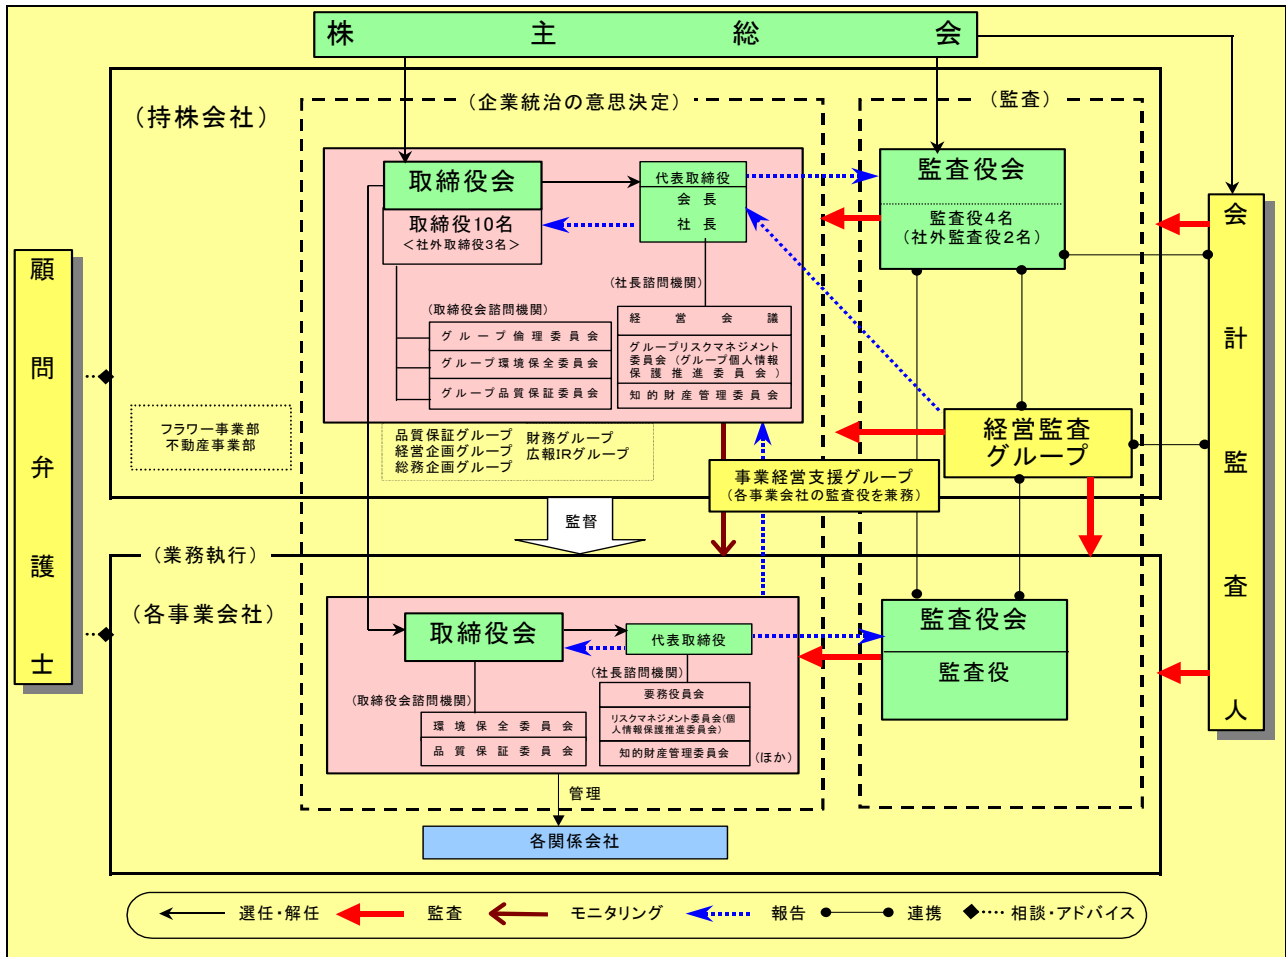 株主総会
（持株会社）
（企業統治の意思決定）
（監査）
取締役会
取締役10名
＜社外取締役3名＞
代表取締役
会長
社長
監査役会
監査役4名
（社外監査役2名）
（社長諮問機関）
（取締役会諮問機関）
グループ倫理委員会
グループ環境保全委員会
グループ品質保証委員会
経営会議
グループリスクマネジメント
委員会（グループ個人情報
保護推進委員会）
知的財産管理委員会
顧問弁護士
会計監査人
フラワー事業部
不動産事業部
品質保証グループ
経営企画グループ
総務企画グループ
財務グループ
広報IRグループ
経営監査
グループ
事業経営支援グループ
（各事業会社の監査役を兼務）
監督
（業務執行）
（各事業会社）
取締役会
代表取締役
監査役会
監査役
（社長諮問機関）
（取締役会諮問機関）
環境保全委員会
品質保証委員会
要務役員会
リスクマネジメント委員会(個
人情報保護推進委員会)
知的財産管理委員会
（ほか）
管理
各関係会社
選任・解任
監査
モニタリング
報告
連携
相談・アドバイス